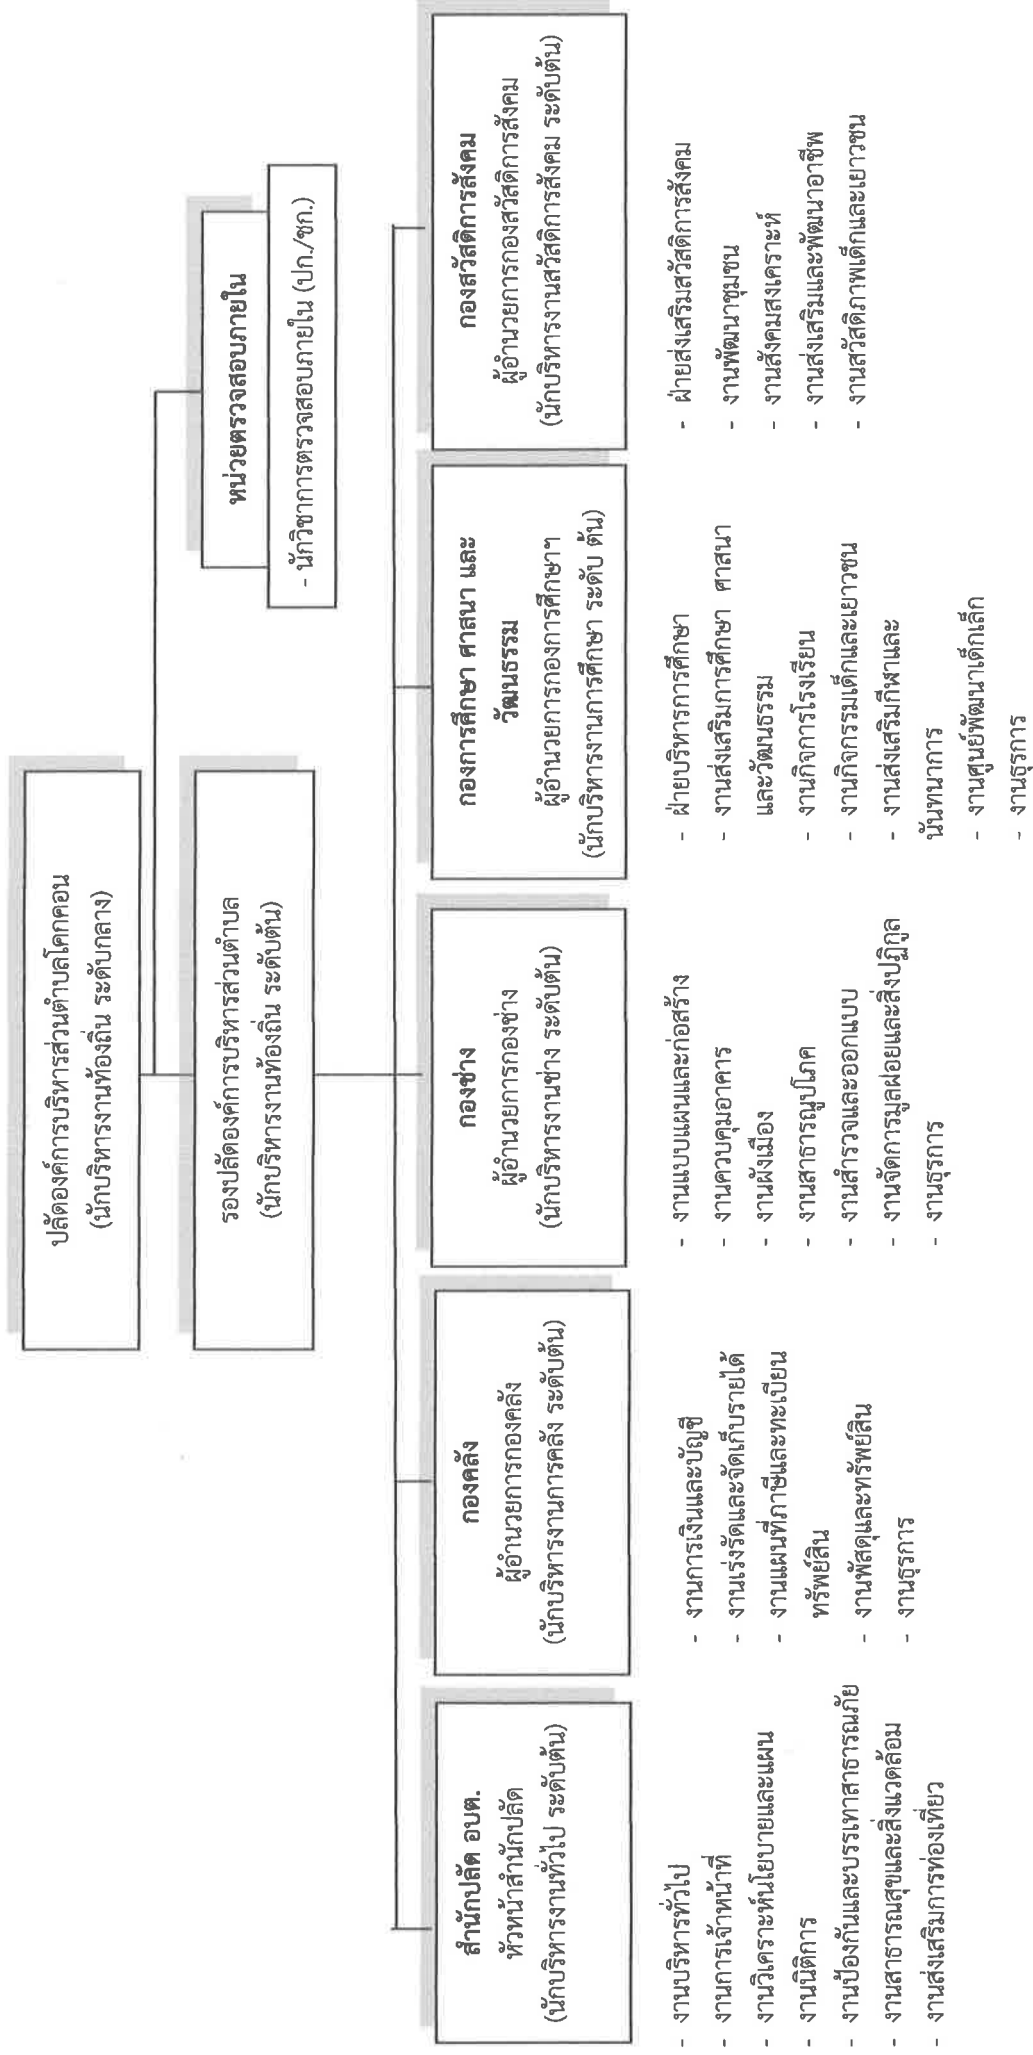 ปลัดองค์การบริหารส่วนตำบลโคกคอน
(นักบริหารงานท้องถิ่น ระดับกลาง)
รองปลัดองค์การบริหารส่วนตำบล
(นักบริหารงานท้องถิ่น ระดับต้น)
หน่วยตรวจสอบภายใน
- นักวิชาการตรวจสอบภายใน (ปก./ชก.)
สำนักปลัด อบต.
หัวหน้าสำนักปลัด
(นักบริหารงานทั่วไป ระดับต้น)
- งานบริหารทั่วไป
- งานการเจ้าหน้าที่
- งานวิเคราะห์นโยบายและแผน
- งานนิติการ
- งานป้องกันและบรรเทาสาธารณภัย
- งานสาธารณสุขและสิ่งแวดล้อม
- งานส่งเสริมการท่องเที่ยว
กองคลัง
ผู้อำนวยการกองคลัง
(นักบริหารงานการคลัง ระดับต้น)
- งานการเงินและบัญชี
- งานเร่งรัดและจัดเก็บรายได้
- งานแผนที่ภาษีและทะเบียน
ทรัพย์สิน
- งานพัสดุและทรัพย์สิน
- งานธุรการ
กองช่าง
ผู้อำนวยการกองช่าง
(นักบริหารงานช่าง ระดับต้น)
- งานแบบแผนและก่อสร้าง
- งานควบคุมอาคาร
- งานผังเมือง
- งานสาธารณูปโภค
- งานสำรวจและออกแบบ
- งานจัดการมูลฝอยและสิ่งปฏิกูล
- งานธุรการ
กองการศึกษา ศาสนา และ
วัฒนธรรม
ผู้อำนวยการกองการศึกษาฯ
(นักบริหารงานการศึกษา ระดับ ต้น)
- ฝ่ายบริหารการศึกษา
- งานส่งเสริมการศึกษา ศาสนา
และวัฒนธรรม
- งานกิจการโรงเรียน
- งานกิจกรรมเด็กและเยาวชน
- งานส่งเสริมกีฬาและ
นันทนาการ
- งานศูนย์พัฒนาเด็กเล็ก
- งานธุรการ
กองสวัสดิการสังคม
ผู้อำนวยการกองสวัสดิการสังคม
(นักบริหารงานสวัสดิการสังคม ระดับต้น)
- ฝ่ายส่งเสริมสวัสดิการสังคม
- งานพัฒนาชุมชน
- งานสังคมสงเคราะห์
- งานส่งเสริมและพัฒนาอาชีพ
- งานสวัสดิภาพเด็กและเยาวชน